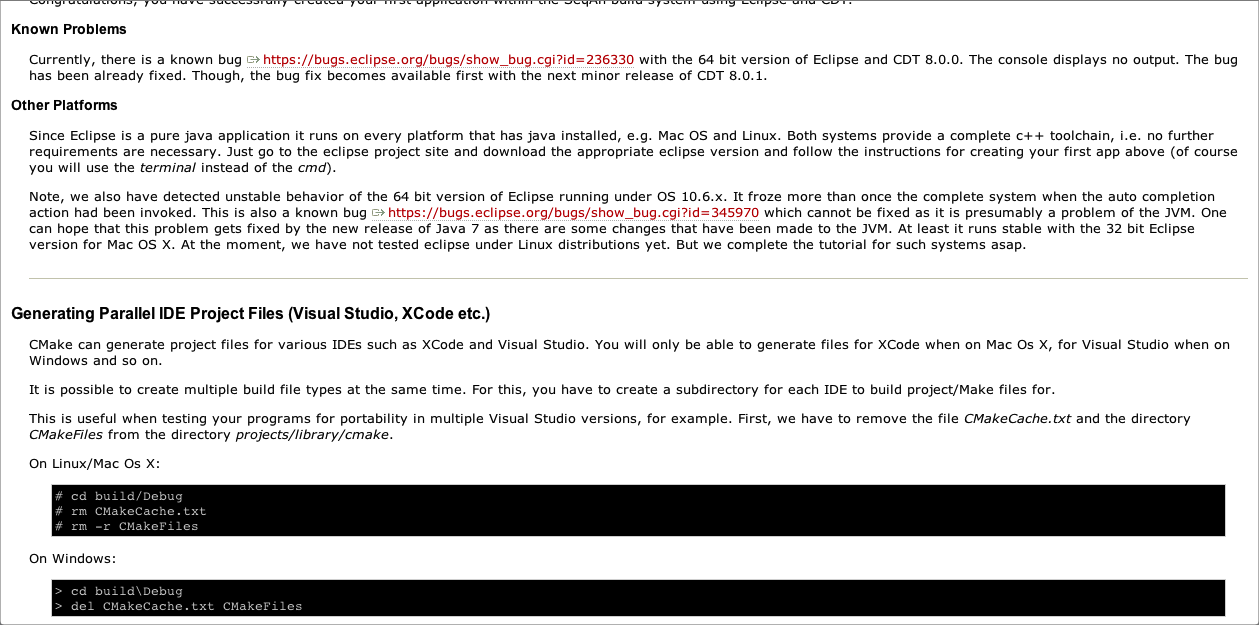 Congratulations, you have successfully created your first application within the SeqAn build system using Eclipse and CDT.
Known Problems
Currently, there is a known bug https://bugs.eclipse.org/bugs/show_bug.cgi?id=236330 with the 64 bit version of Eclipse and CDT 8.0.0. The console displays no output. The bug
has been already fixed. Though, the bug fix becomes available first with the next minor release of CDT 8.0.1.
Other Platforms
Since Eclipse is a pure java application it runs on every platform that has java installed, e.g. Mac OS and Linux. Both systems provide a complete c++ toolchain, i.e. no further
requirements are necessary. Just go to the eclipse project site and download the appropriate eclipse version and follow the instructions for creating your first app above (of course
you will use the terminal instead of the cmd).
Note, we also have detected unstable behavior of the 64 bit version of Eclipse running under OS 10.6.x. It froze more than once the complete system when the auto completion
action had been invoked. This is also a known bug https://bugs.eclipse.org/bugs/show_bug.cgi?id=345970 which cannot be fixed as it is presumably a problem of the JVM. One
can hope that this problem gets fixed by the new release of Java 7 as there are some changes that have been made to the JVM. At least it runs stable with the 32 bit Eclipse
version for Mac OS X. At the moment, we have not tested eclipse under Linux distributions yet. But we complete the tutorial for such systems asap.
Generating Parallel IDE Project Files (Visual Studio, XCode etc.)
CMake can generate project files for various IDEs such as XCode and Visual Studio. You will only be able to generate files for XCode when on Mac Os X, for Visual Studio when on
Windows and so on.
It is possible to create multiple build file types at the same time. For this, you have to create a subdirectory for each IDE to build project/Make files for.
This is useful when testing your programs for portability in multiple Visual Studio versions, for example. First, we have to remove the file CMakeCache.txt and the directory
CMakeFiles from the directory projects/library/cmake.
On Linux/Mac Os X:
# cd build/Debug
# rm CMakeCache.txt
# rm -r CMakeFiles
On Windows:
> cd build\Debug
> del CMakeCache.txt CMakeFiles